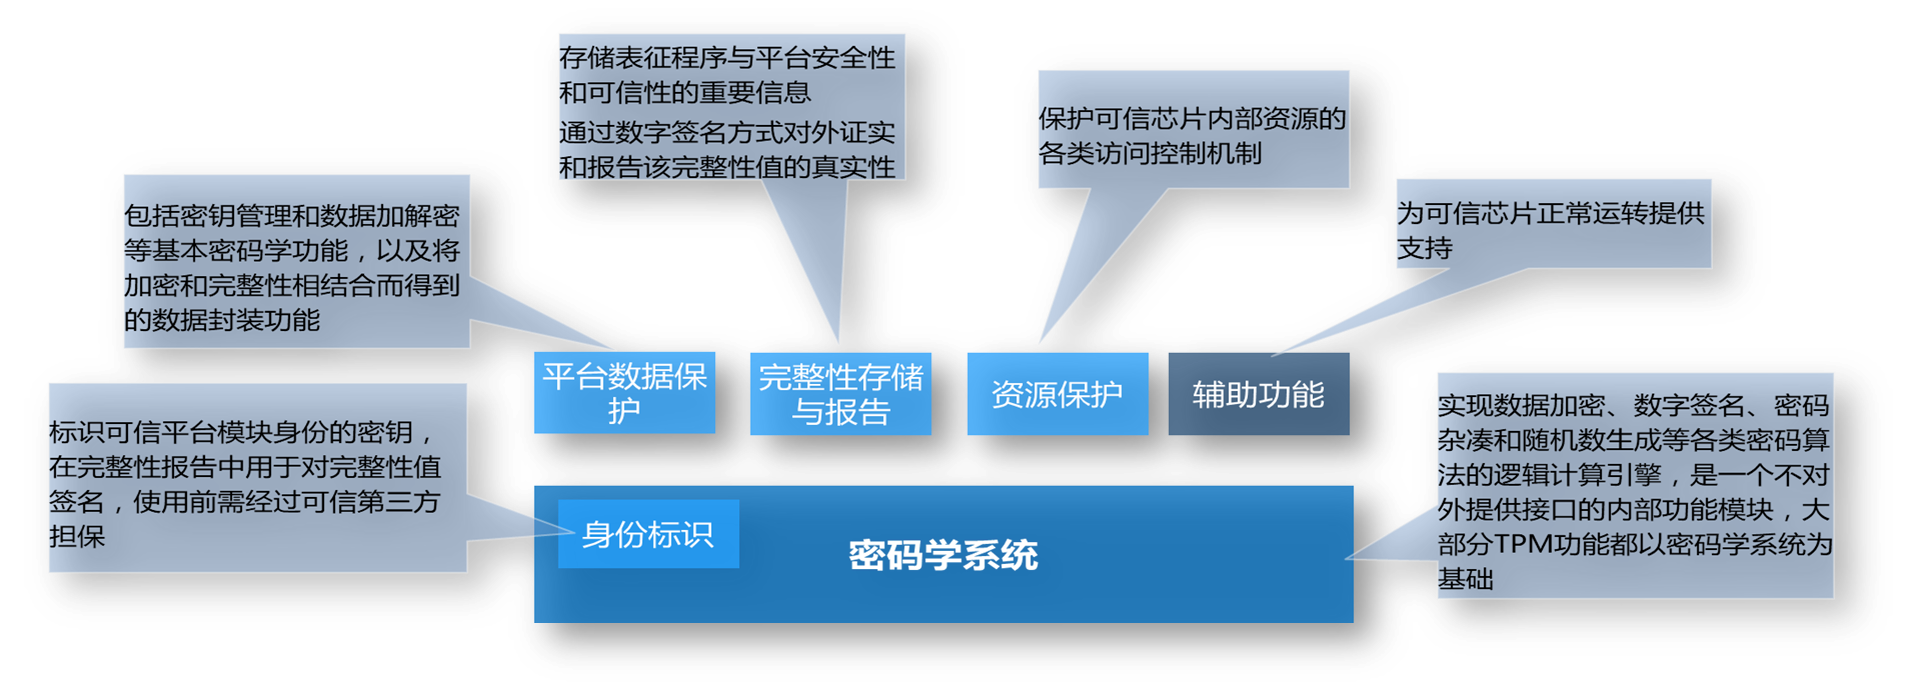 存储表征程序与平台安全性
和可信性的重要信息
通过数字签名方式对外证实
和报告该完整性值的真实性
保护可信芯片内部资源的
各类访问控制机制
包括密钥管理和数据加解密
等基本密码学功能，以及将
加密和完整性相结合而得到
的数据封装功能
为可信芯片正常运转提供
支持
平台数据保
护
完整性存储
与报告
资源保护
辅助功能
标识可信平台模块身份的密钥，
在完整性报告中用于对完整性值
签名，使用前需经过可信第三方
担保
身份标识
密码学系统
实现数据加密、数字签名、密码
杂凑和随机数生成等各类密码算
法的逻辑计算引擎，是一个不对
外提供接口的内部功能模块，大
部分TPM功能都以密码学系统为
基础